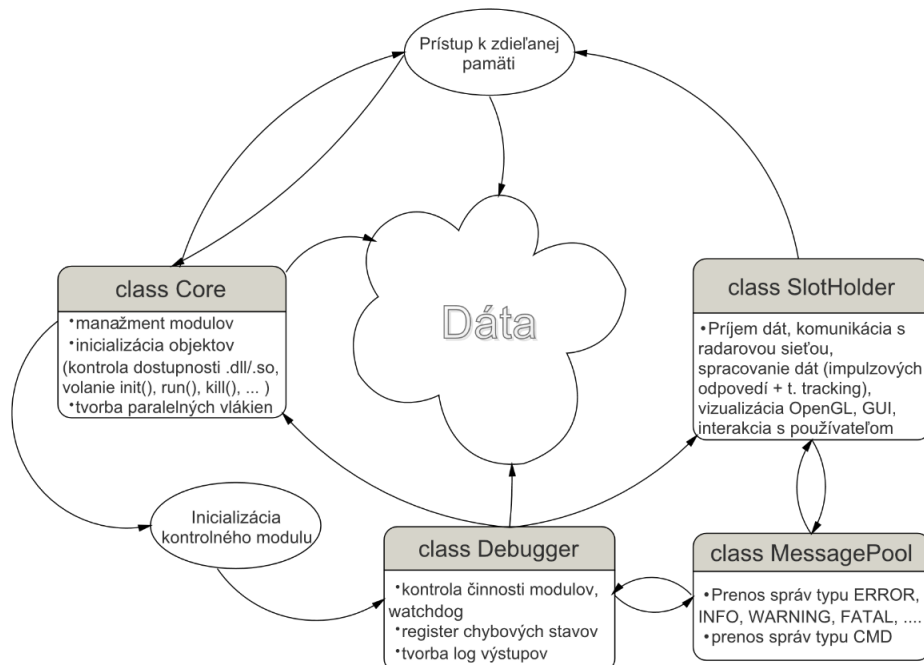 Prístup k zdieľanej
pamäti
class Core
•manažment modulov
•inicializácia objektov
(kontrola dostupnosti .dll/.so,
volanie init(), run(), kill(), ... )
•tvorba paralelných vlákien
Dáta
class SlotHolder
•Príjem dát, komunikácia s
radarovou sieťou,
spracovanie dát (impulzových
odpovedí + t. tracking),
vizualizácia OpenGL, GUI,
interakcia s používateľom
Inicializácia
kontrolného modulu
class Debugger
•kontrola činnosti modulov,
watchdog
•register chybových stavov
•tvorba log výstupov
class MessagePool
•Prenos správ typu ERROR,
INFO, WARNING, FATAL, ....
•prenos správ typu CMD